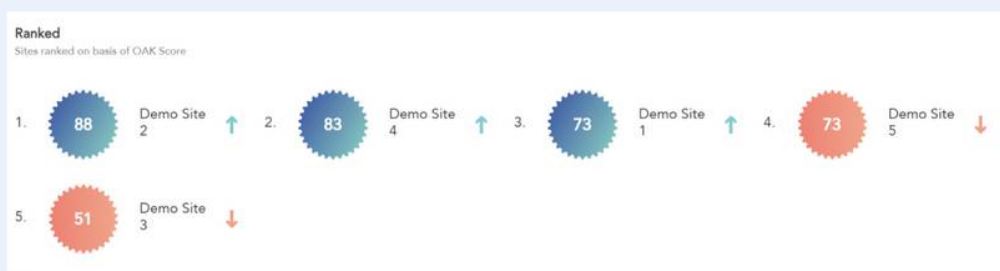 Ranked
Sites ranked on basis of OAK Score
1. 88 Demo Site 2
2. 83 Demo Site 4
3. 73 Demo Site 1
4. 73 Demo Site 5
5. 51 Demo Site 3